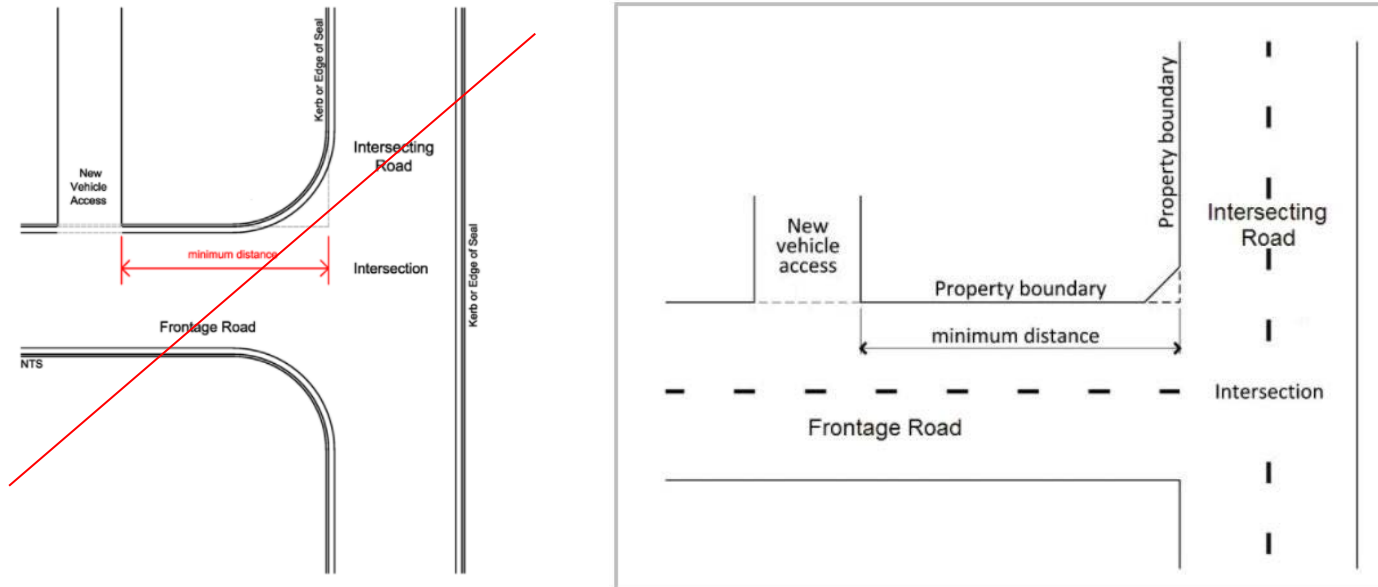 Kerb or Edge of Seal
Intersecting
Road
New
Vehicle
Access
minimum distance
Intersection
Kerb or Edge of Seal
Frontage Road
NTS
Property boundary
Intersecting
Road
New
vehicle
access
Property boundary
minimum distance
Intersection
Frontage Road